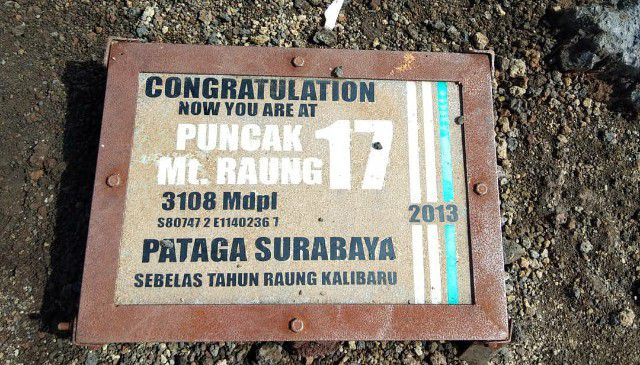 CONGRATULATION
NOW YOU ARE AT
PUNCAK 17
Mt. RAUNG
3108 Mdpl
S80747 2 E1140236 7
2013
PATAGA SURABAYA
SEBELAS TAHUN RAUNG KALIBARU